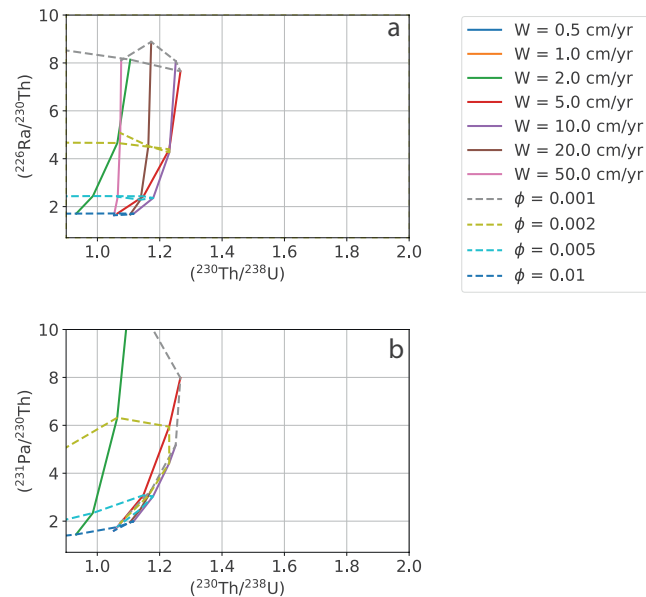 a
10
8
6
4
2
(²²⁶Ra/²³⁰Th)
1.0 1.2 1.4 1.6 1.8 2.0
(²³⁰Th/²³⁸U)
W = 0.5 cm/yr
W = 1.0 cm/yr
W = 2.0 cm/yr
W = 5.0 cm/yr
W = 10.0 cm/yr
W = 20.0 cm/yr
W = 50.0 cm/yr
ϕ = 0.001
ϕ = 0.002
ϕ = 0.005
ϕ = 0.01
b
10
8
6
4
2
(²³¹Pa/²³⁰Th)
1.0 1.2 1.4 1.6 1.8 2.0
(²³⁰Th/²³⁸U)